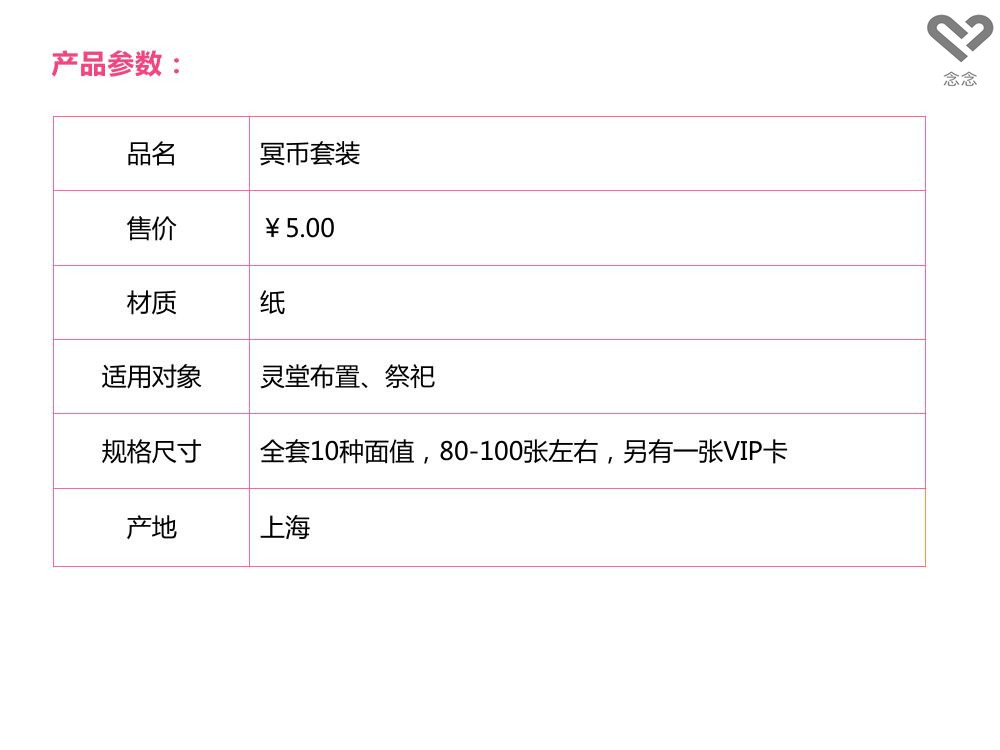 念念
产品参数：
品名 冥币套装
售价 ￥5.00
材质 纸
适用对象 灵堂布置、祭祀
规格尺寸 全套10种面值，80-100张左右，另有一张VIP卡
产地 上海